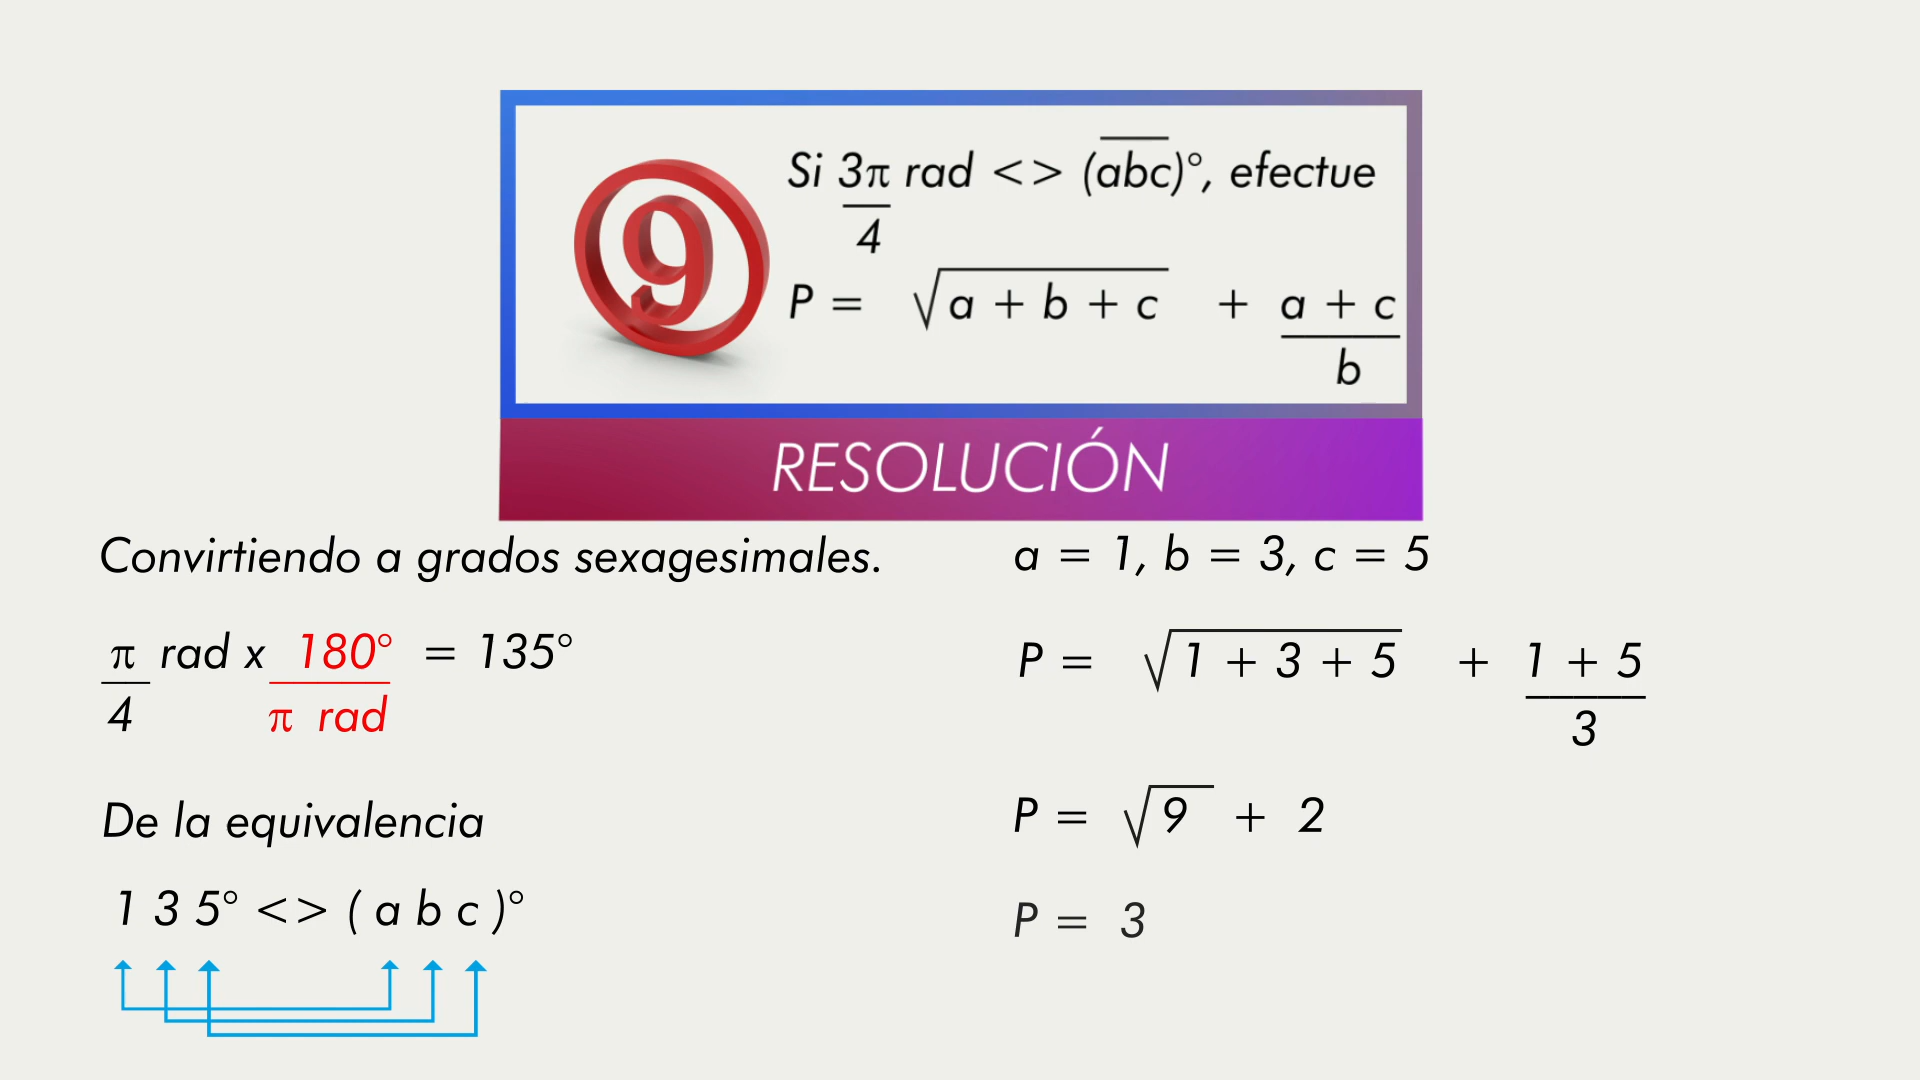 9
Si 3π rad <> (abc)°, efectue
4
P = √a + b + c + a + c
b
RESOLUCIÓN
Convirtiendo a grados sexagesimales.
π rad x 180° = 135°
4 π rad
De la equivalencia
1 3 5° <> ( a b c )°
a = 1, b = 3, c = 5
P = √1 + 3 + 5 + 1 + 5
3
P = √9 + 2
P = 3